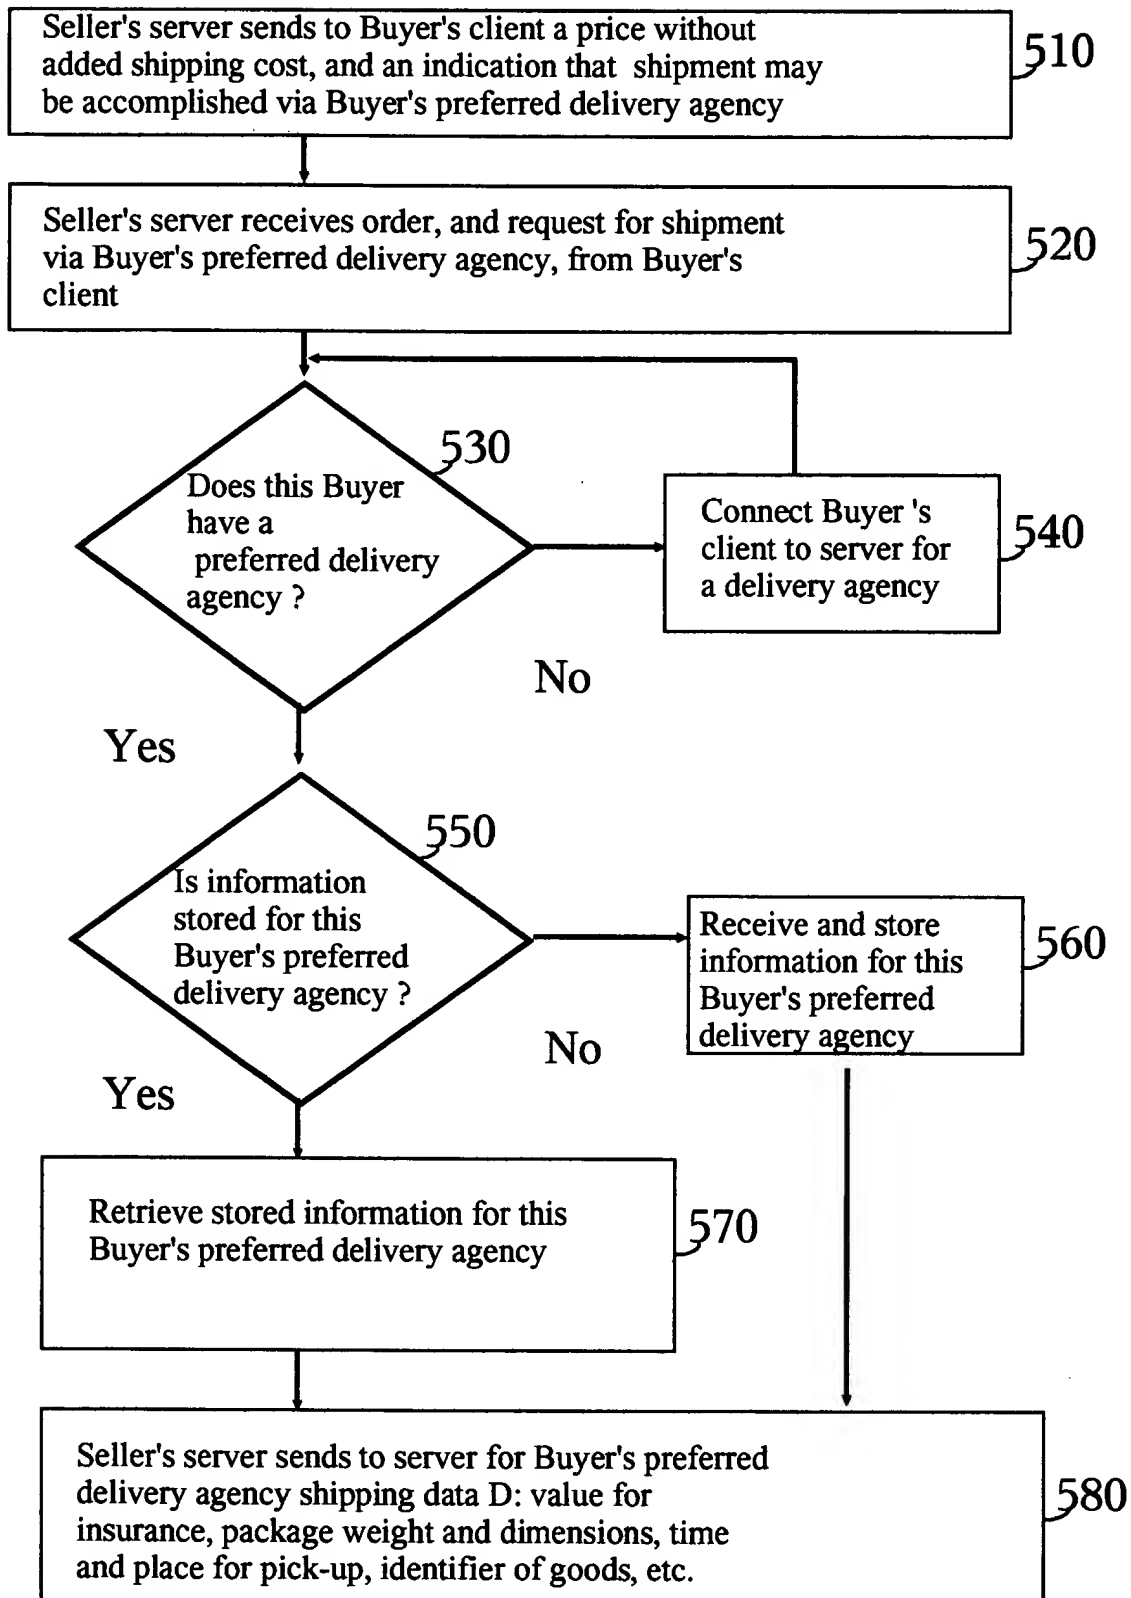 Seller's server sends to Buyer's client a price without
added shipping cost, and an indication that shipment may
be accomplished via Buyer's preferred delivery agency
510
Seller's server receives order, and request for shipment
via Buyer's preferred delivery agency, from Buyer's
client
520
530
Does this Buyer
have a
preferred delivery
agency ?
Connect Buyer 's
client to server for
a delivery agency
540
No
Yes
550
Is information
stored for this
Buyer's preferred
delivery agency ?
Receive and store
information for this
Buyer's preferred
delivery agency
560
No
Yes
Retrieve stored information for this
Buyer's preferred delivery agency
570
Seller's server sends to server for Buyer's preferred
delivery agency shipping data D: value for
insurance, package weight and dimensions, time
and place for pick-up, identifier of goods, etc.
580